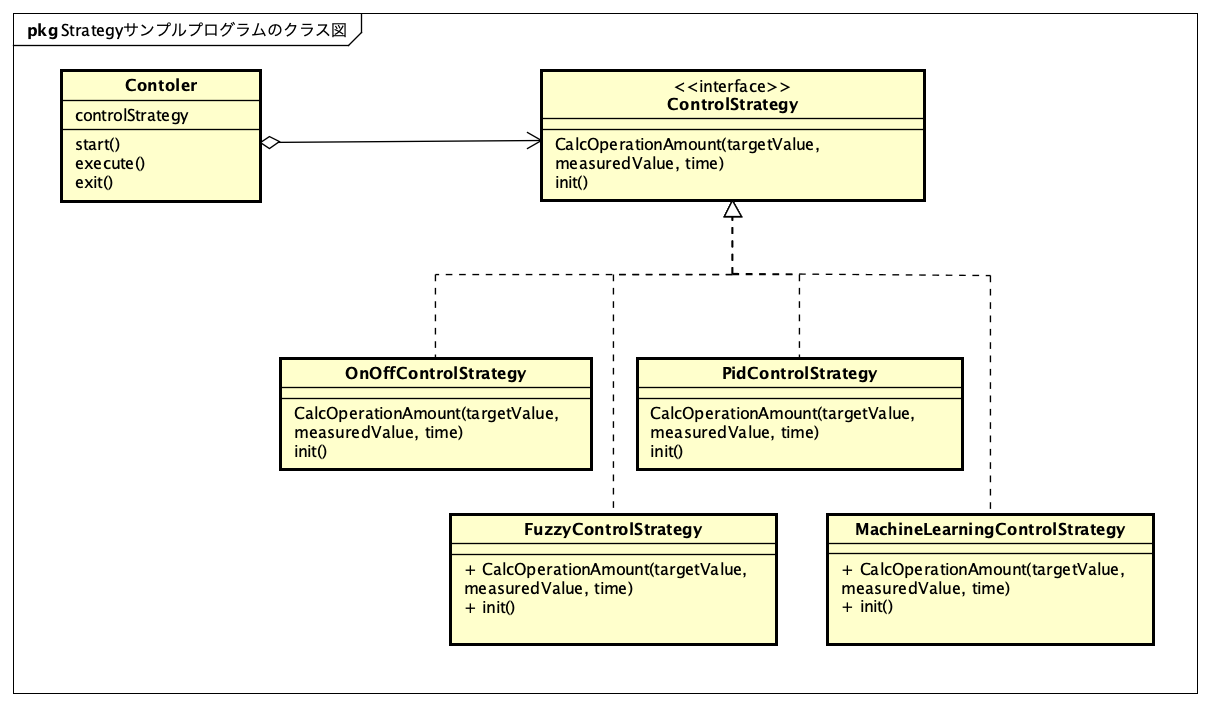 pkg Strategyサンプルプログラムのクラス図
Contoler
controlStrategy
start()
execute()
exit()
<<interface>>
ControlStrategy
CalcOperationAmount(targetValue,
measuredValue, time)
init()
OnOffControlStrategy
CalcOperationAmount(targetValue,
measuredValue, time)
init()
PidControlStrategy
CalcOperationAmount(targetValue,
measuredValue, time)
init()
FuzzyControlStrategy
+ CalcOperationAmount(targetValue,
measuredValue, time)
+ init()
MachineLearningControlStrategy
+ CalcOperationAmount(targetValue,
measuredValue, time)
+ init()